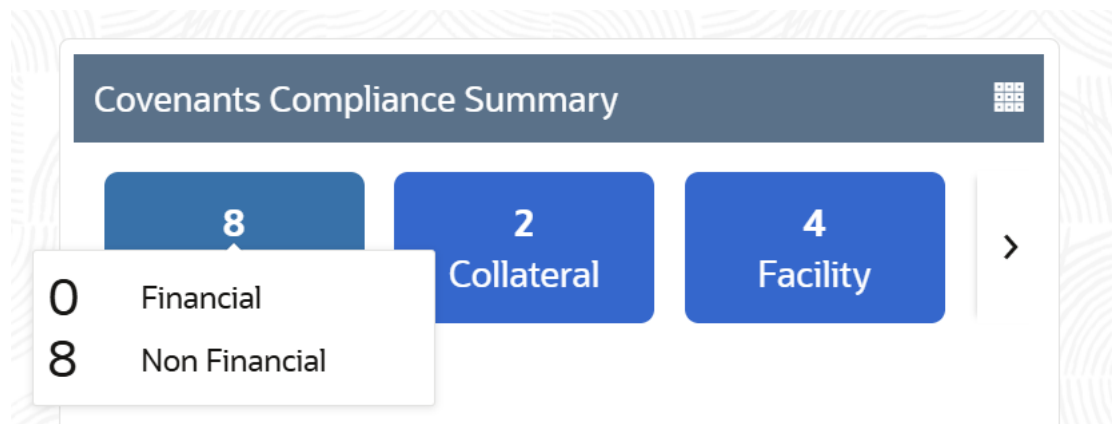 Covenants Compliance Summary
8
2
Collateral
4
Facility
0 Financial
8 Non Financial